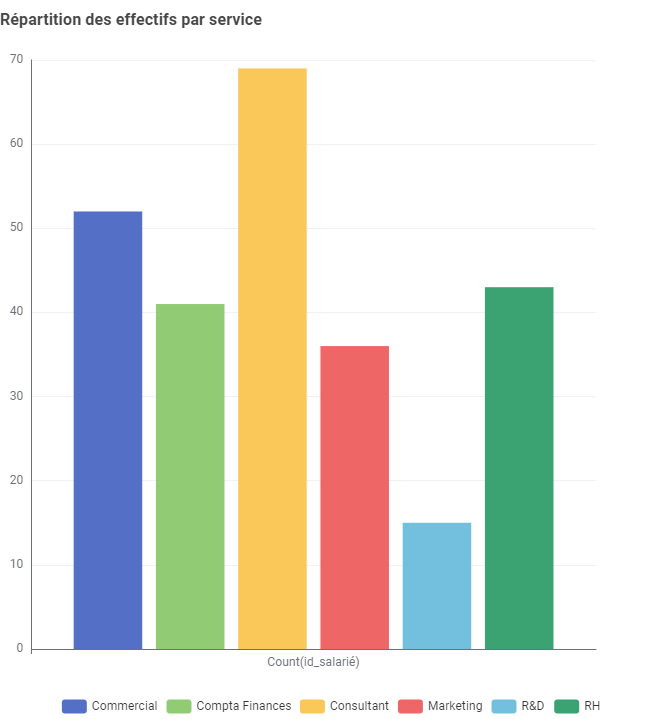 Répartition des effectifs par service
70
60
50
40
30
20
10
0
Count(id_salarié)
Commercial Compta Finances Consultant Marketing R&D RH